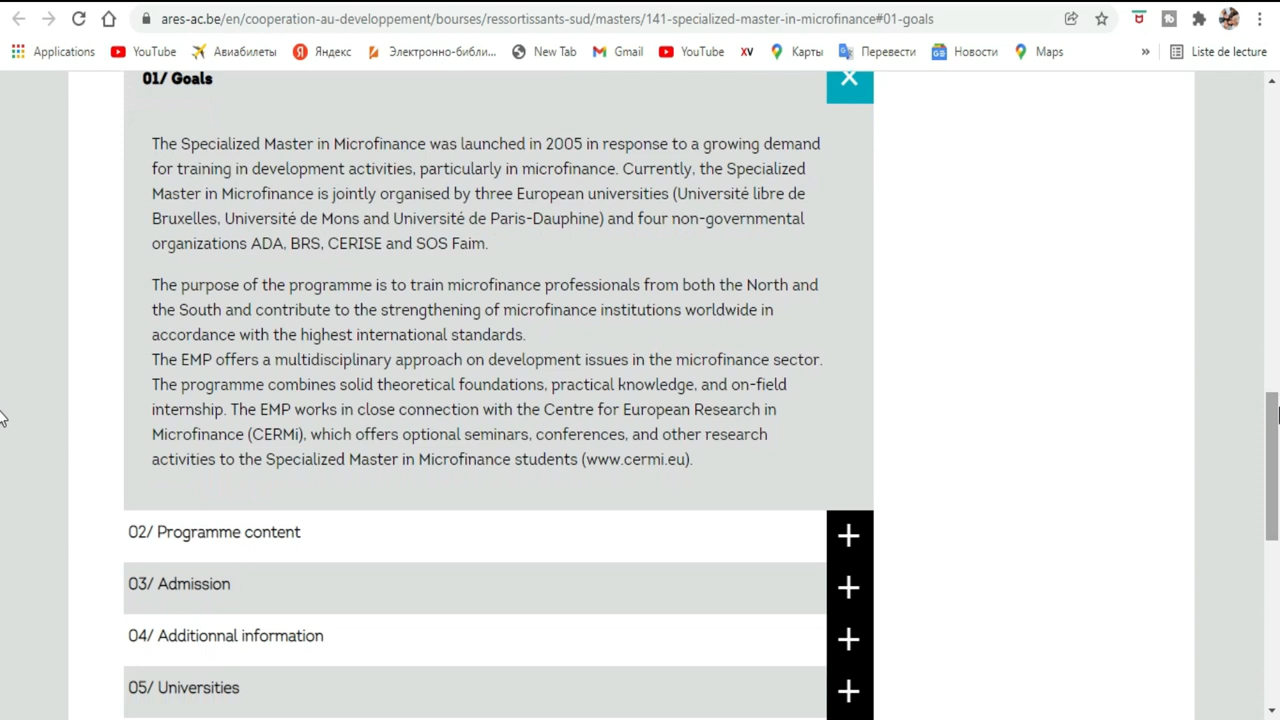 ares-ac.be/en/cooperation-au-developpement/bourses/ressortissants-sud/masters/141-specialized-master-in-microfinance#01-goals
Applications YouTube Авиабилеты Яндекс Электронно-библи... New Tab Gmail YouTube XV Карты Перевести Новости Maps » Liste de lecture
01/ Goals
The Specialized Master in Microfinance was launched in 2005 in response to a growing demand
for training in development activities, particularly in microfinance. Currently, the Specialized
Master in Microfinance is jointly organised by three European universities (Université libre de
Bruxelles, Université de Mons and Université de Paris-Dauphine) and four non-governmental
organizations ADA, BRS, CERISE and SOS Faim.
The purpose of the programme is to train microfinance professionals from both the North and
the South and contribute to the strengthening of microfinance institutions worldwide in
accordance with the highest international standards.
The EMP offers a multidisciplinary approach on development issues in the microfinance sector.
The programme combines solid theoretical foundations, practical knowledge, and on-field
internship. The EMP works in close connection with the Centre for European Research in
Microfinance (CERMi), which offers optional seminars, conferences, and other research
activities to the Specialized Master in Microfinance students (www.cermi.eu).
02/ Programme content
03/ Admission
04/ Additionnal information
05/ Universities